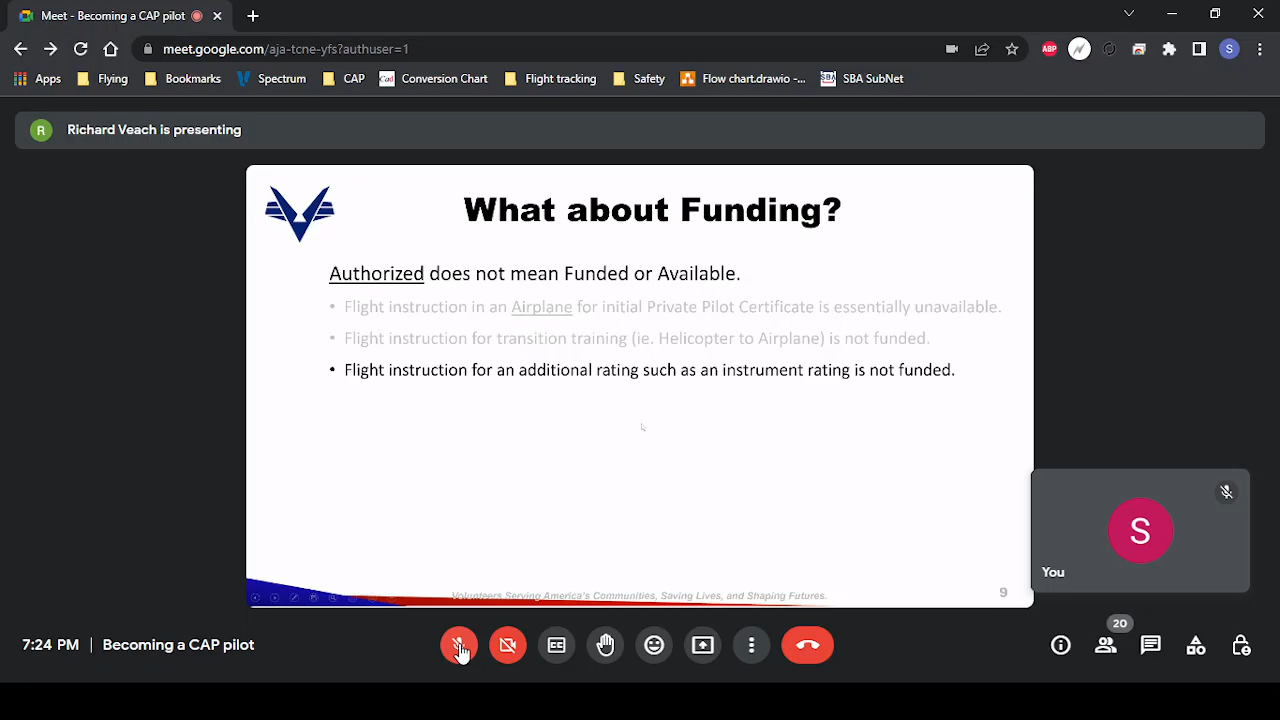 Meet - Becoming a CAP pilot
meet.google.com/aja-tcne-yfs?authuser=1
ABP
S
Apps
Flying
Bookmarks
Spectrum
CAP
Cad
Conversion Chart
Flight tracking
Safety
Flow chart.drawio -...
SBA
SBA SubNet
R
Richard Veach is presenting
What about Funding?
Authorized does not mean Funded or Available.
• Flight instruction in an Airplane for initial Private Pilot Certificate is essentially unavailable.
• Flight instruction for transition training (ie. Helicopter to Airplane) is not funded.
• Flight instruction for an additional rating such as an instrument rating is not funded.
S
You
Volunteers Serving America's Communities, Saving Lives, and Shaping Futures.
9
20
7:24 PM | Becoming a CAP pilot
CC